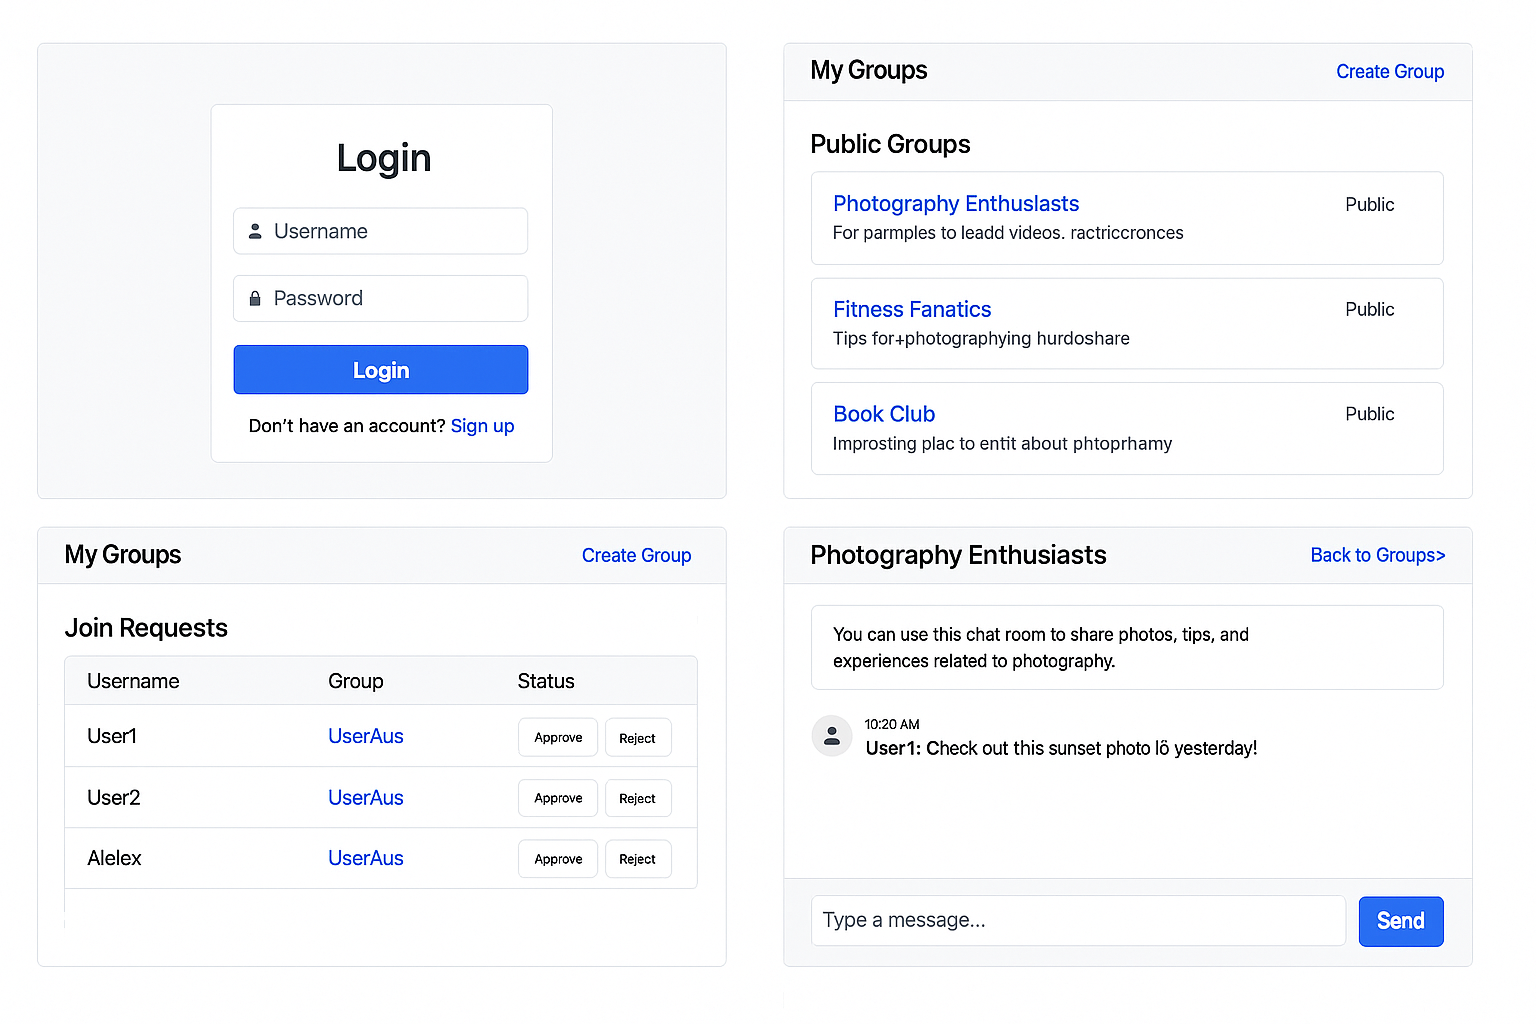 Login
Username
Password
Login
Don't have an account? Sign up
My Groups
Create Group
Public Groups
Photography Enthuslasts
Public
For parmples to leadd videos. ractriccronces
Fitness Fanatics
Public
Tips for+photographying hurdoshare
Book Club
Public
Improsting plac to entit about phtoprhamy
My Groups
Create Group
Join Requests
Username Group Status
User1 UserAus Approve Reject
User2 UserAus Approve Reject
Alelex UserAus Approve Reject
Photography Enthusiasts
Back to Groups>
You can use this chat room to share photos, tips, and
experiences related to photography.
10:20 AM
User1: Check out this sunset photo lô yesterday!
Type a message...
Send